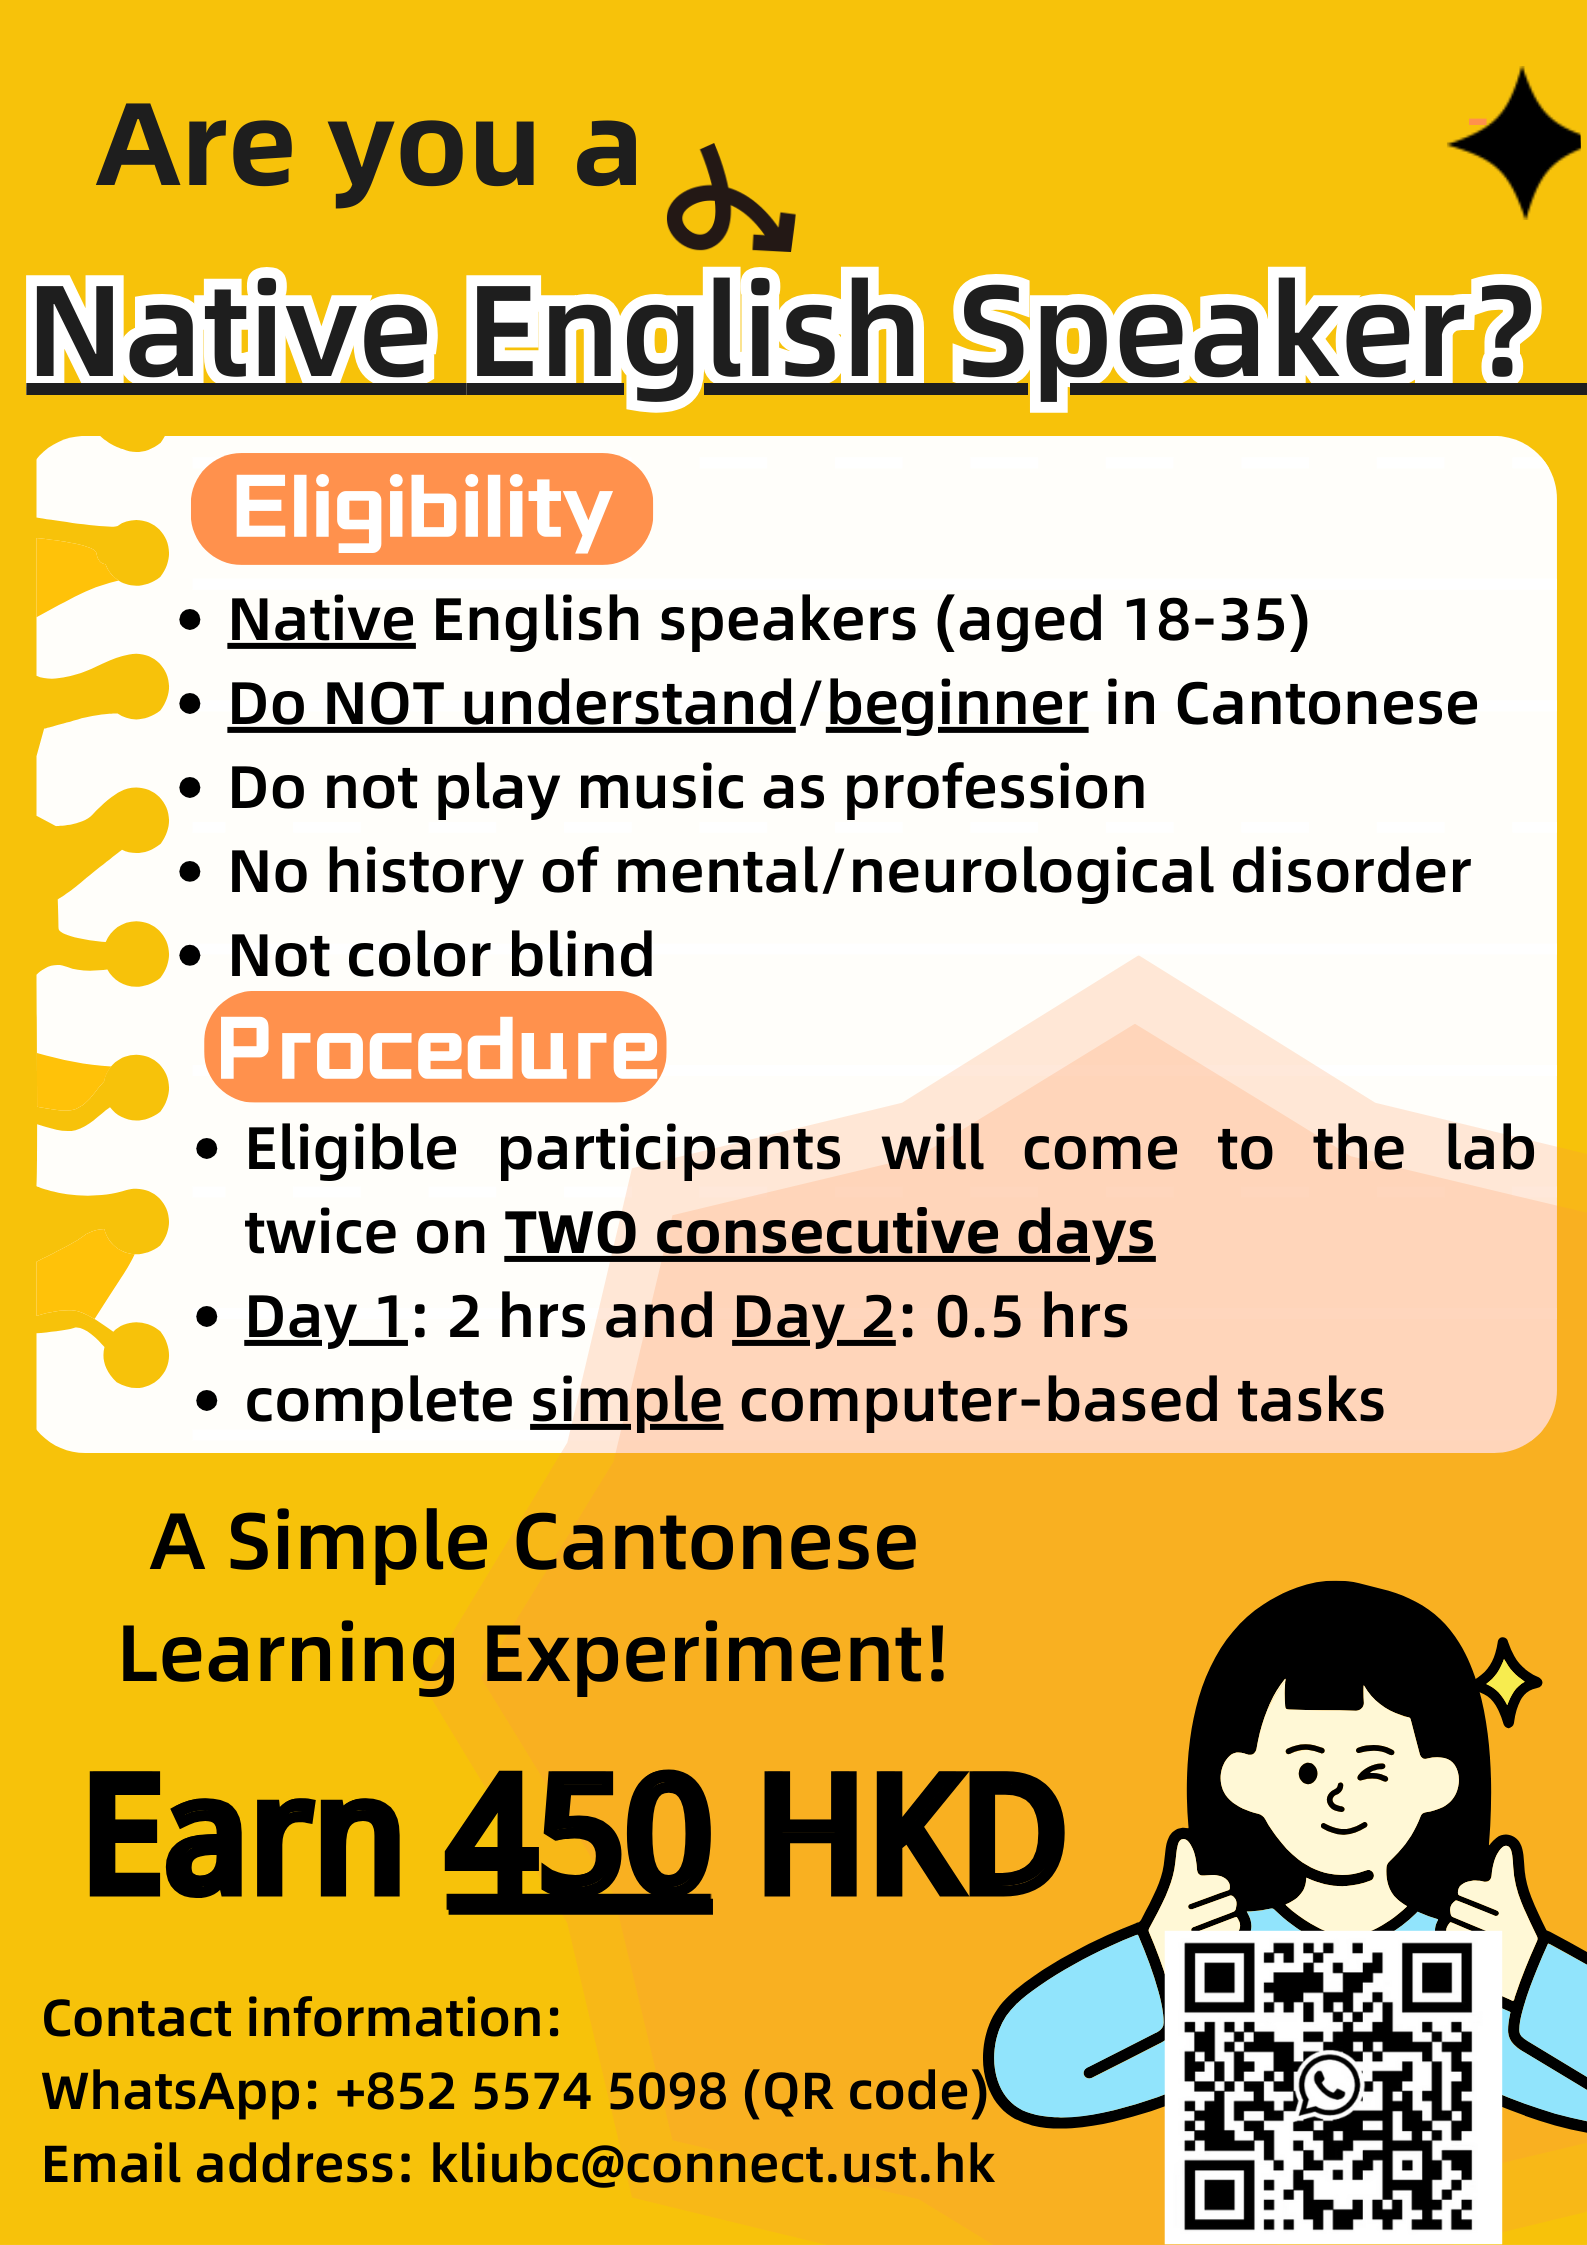 Are you a
Native English Speaker?
Eligibility
• Native English speakers (aged 18-35)
• Do NOT understand/beginner in Cantonese
• Do not play music as profession
• No history of mental/neurological disorder
• Not color blind
Procedure
• Eligible participants will come to the lab
twice on TWO consecutive days
• Day 1: 2 hrs and Day 2: 0.5 hrs
• complete simple computer-based tasks
A Simple Cantonese
Learning Experiment!
Earn 450 HKD
Contact information:
WhatsApp: +852 5574 5098 (QR code)
Email address: kliubc@connect.ust.hk